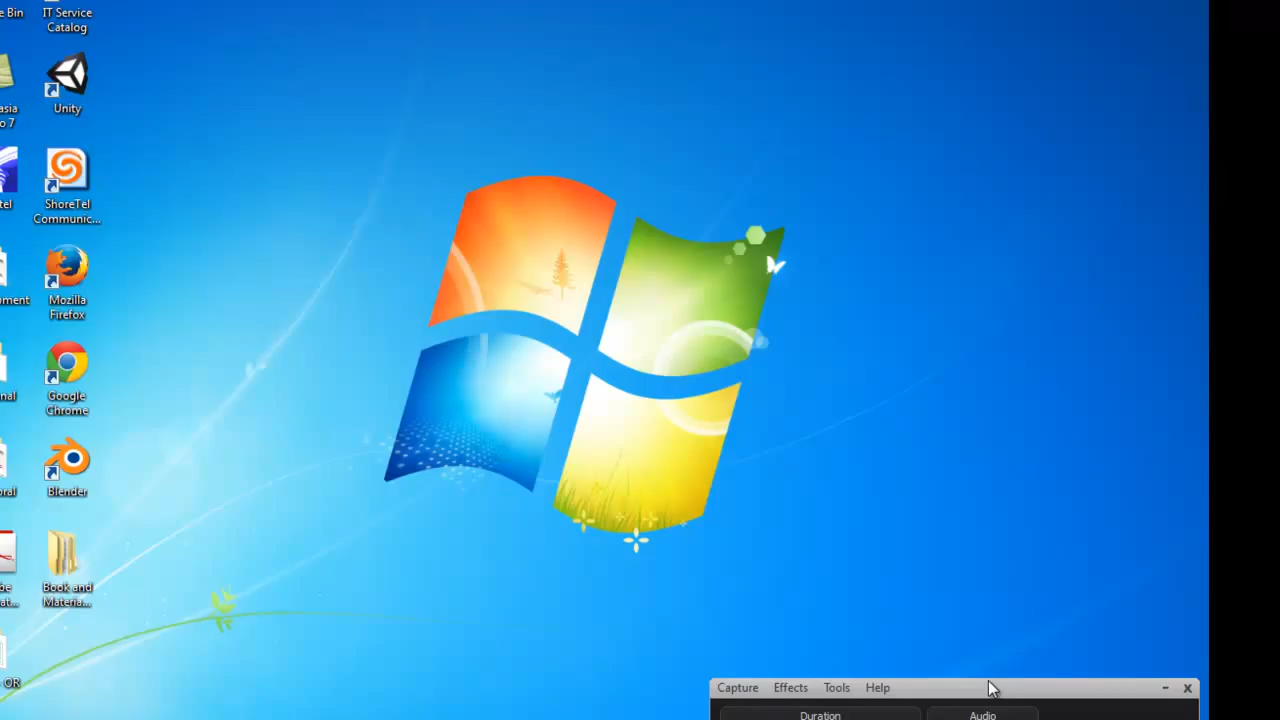 e Bin
IT Service
Catalog
asia
o 7
Unity
tel
ShoreTel
Communic...
ment
Mozilla
Firefox
nal
Google
Chrome
oral
Blender
be
at...
Book and
Materia...
OR
Capture Effects Tools Help
Duration Audio